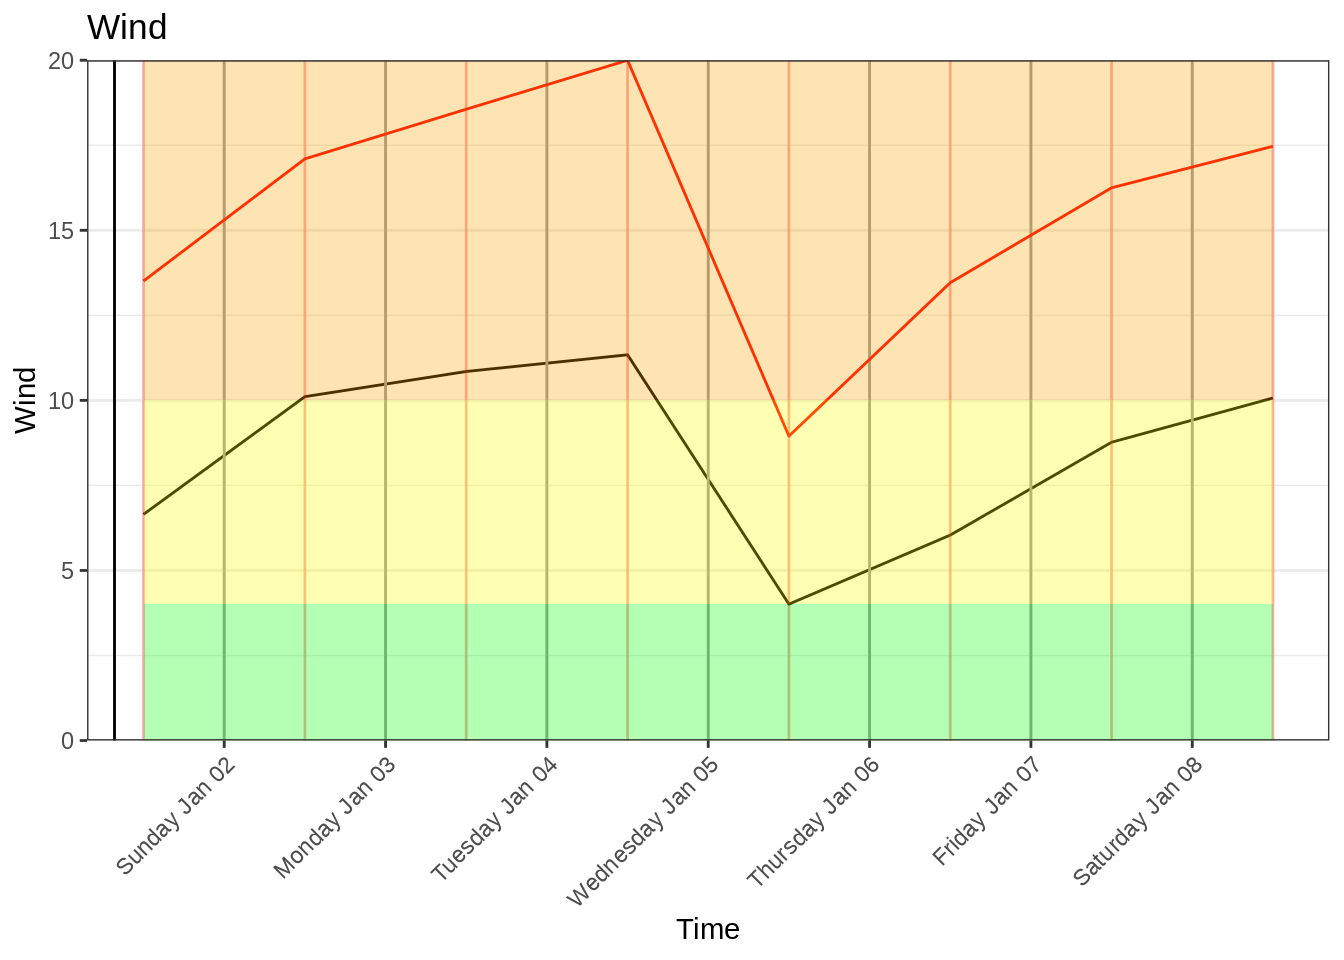 Wind
20
15
10
5
0
Wind
Sunday Jan 02
Monday Jan 03
Tuesday Jan 04
Wednesday Jan 05
Thursday Jan 06
Friday Jan 07
Saturday Jan 08
Time